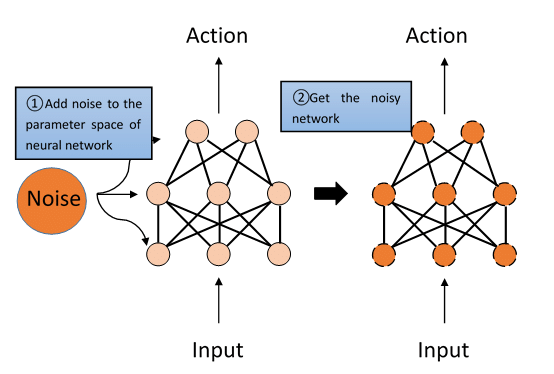 Action
Action
①Add noise to the
parameter space of
neural network
②Get the noisy
network
Noise
Input
Input